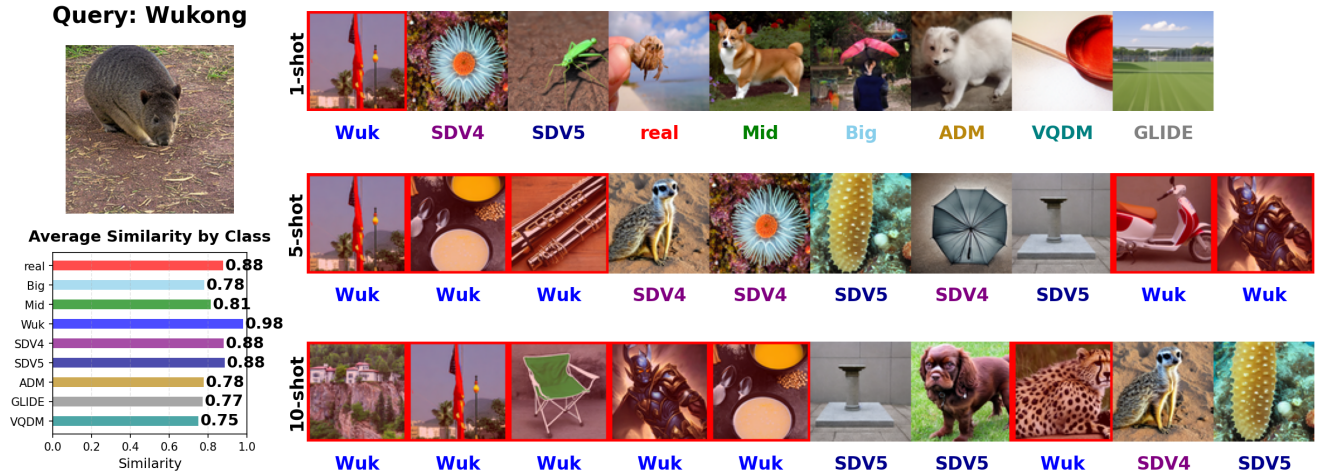 Query: Wukong
Average Similarity by Class
real 0.88
Big 0.78
Mid 0.81
Wuk 0.98
SDV4 0.88
SDV5 0.88
ADM 0.78
GLIDE 0.77
VQDM 0.75
0.0 0.2 0.4 0.6 0.8 1.0
Similarity
1-shot
Wuk SDV4 SDV5 real Mid Big ADM VQDM GLIDE
5-shot
Wuk Wuk Wuk SDV4 SDV4 SDV5 SDV4 SDV5 Wuk Wuk
10-shot
Wuk Wuk Wuk Wuk Wuk SDV5 SDV5 Wuk SDV4 SDV5